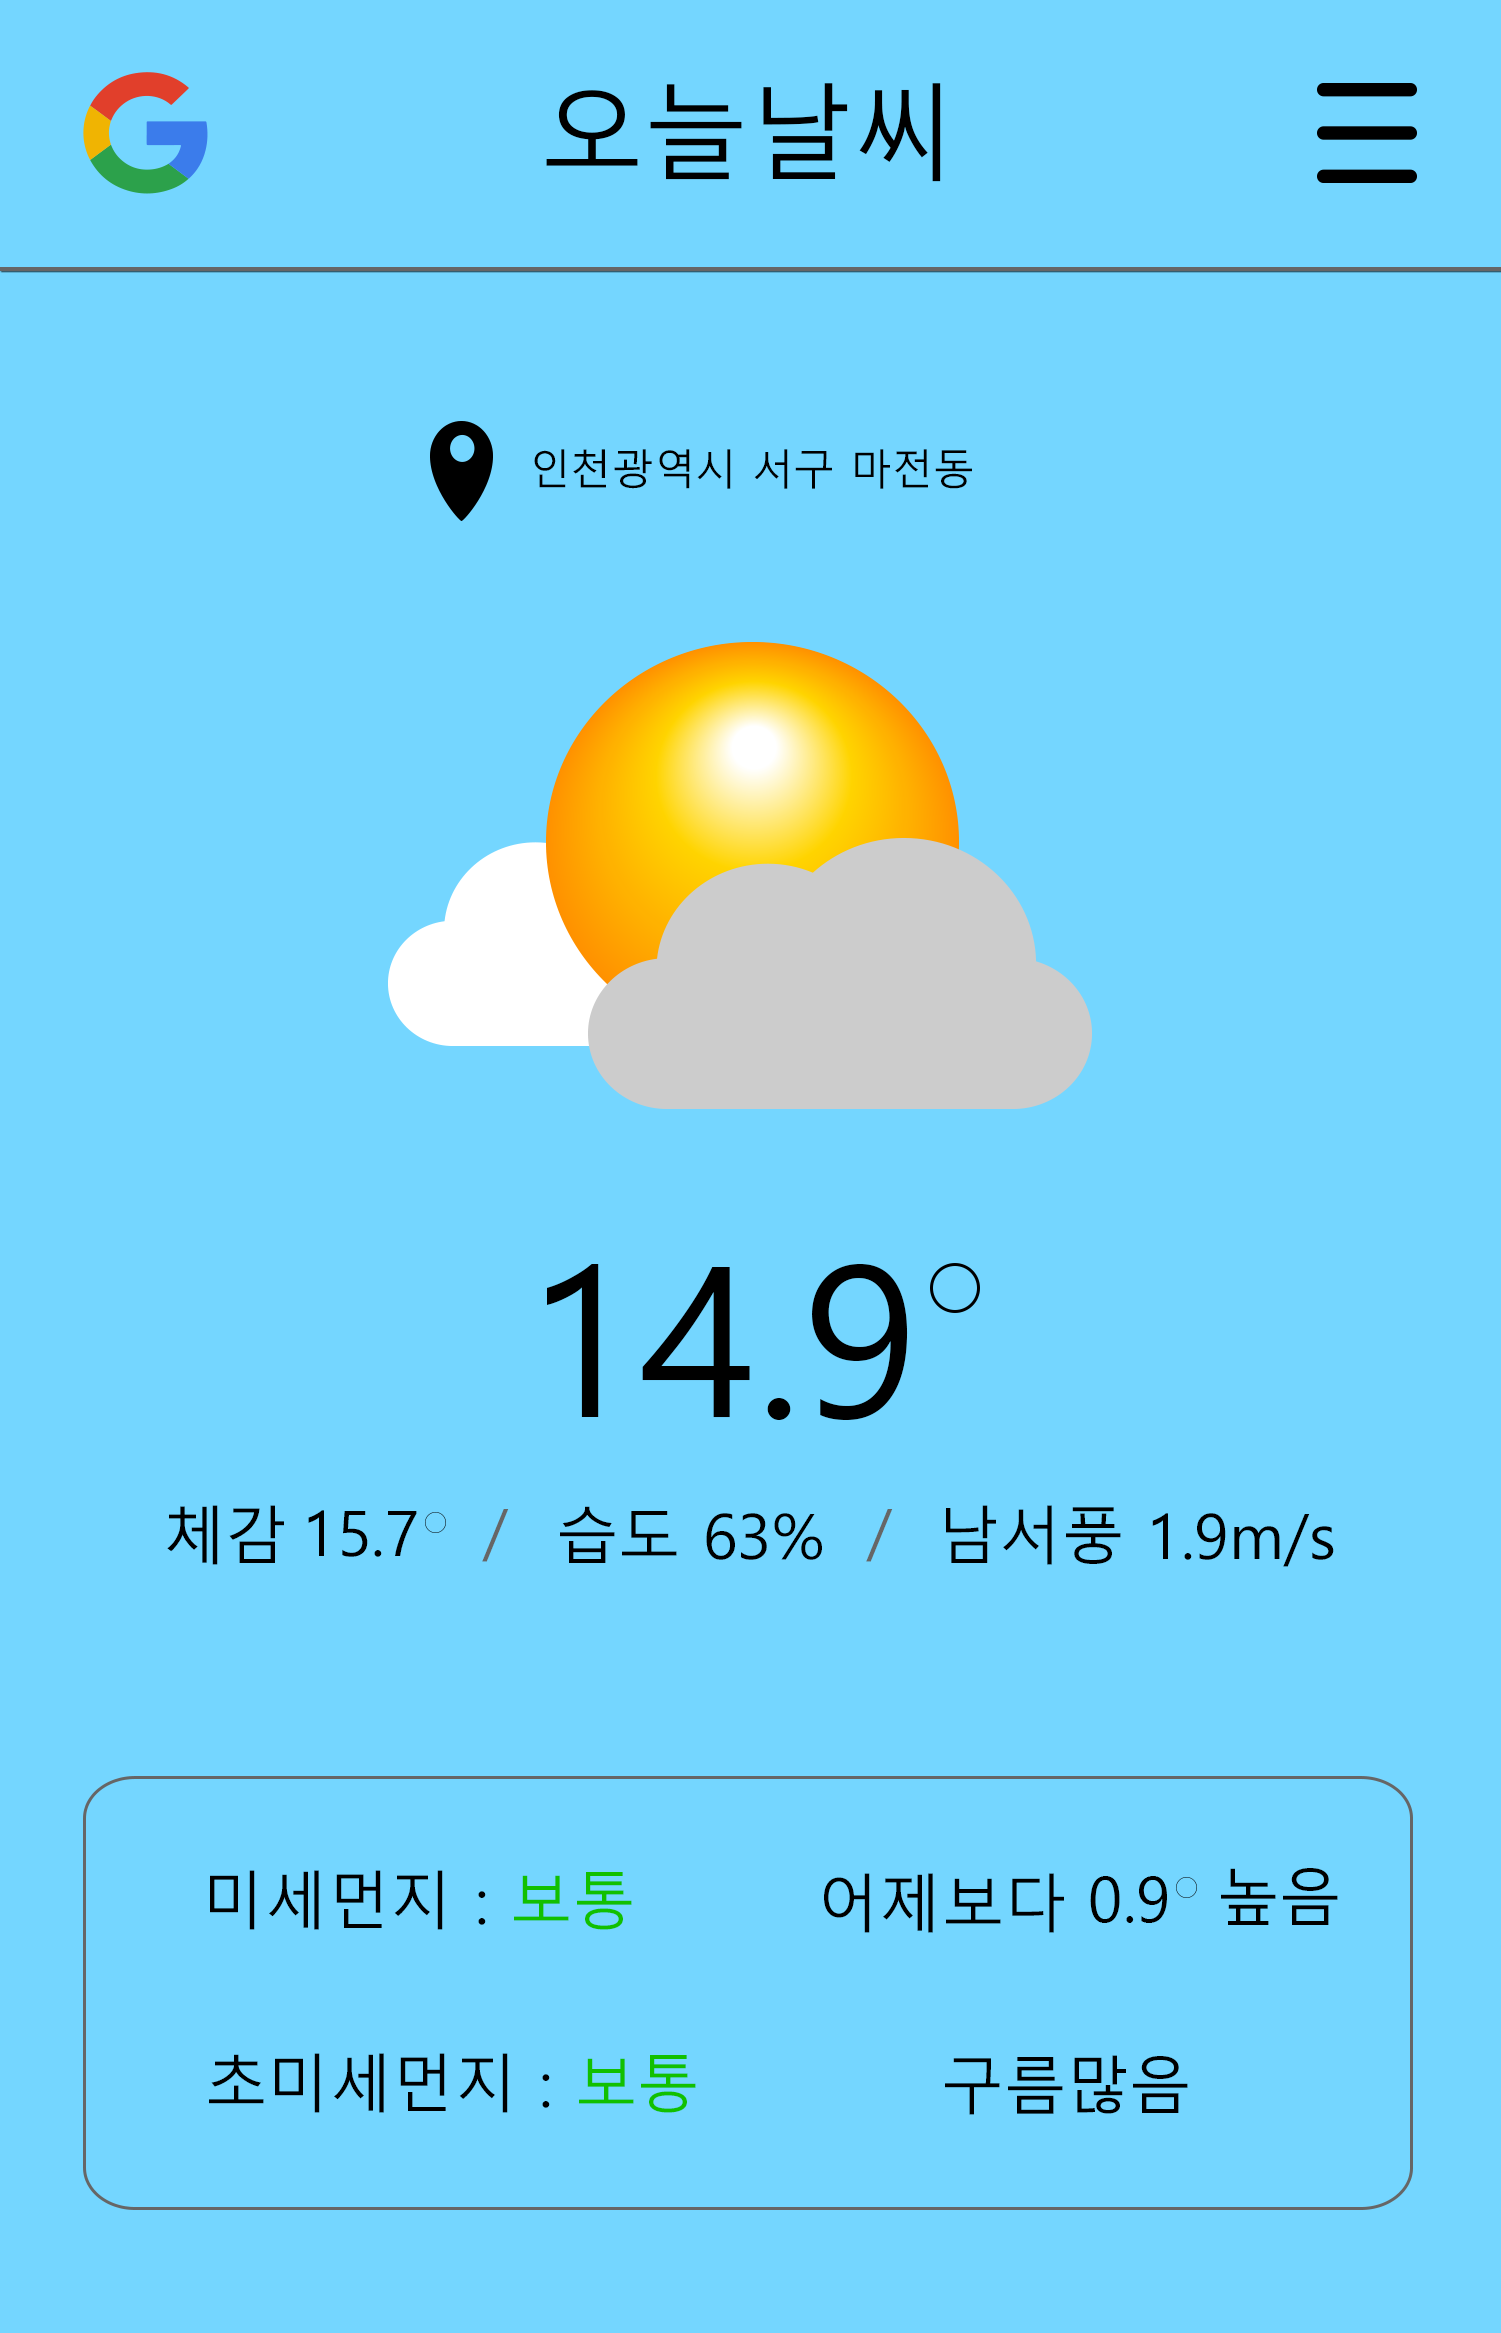 오늘날씨
인천광역시 서구 마전동
14.9°
체감 15.7° / 습도 63% / 남서풍 1.9m/s
미세먼지 : 보통 어제보다 0.9° 높음
초미세먼지 : 보통 구름많음